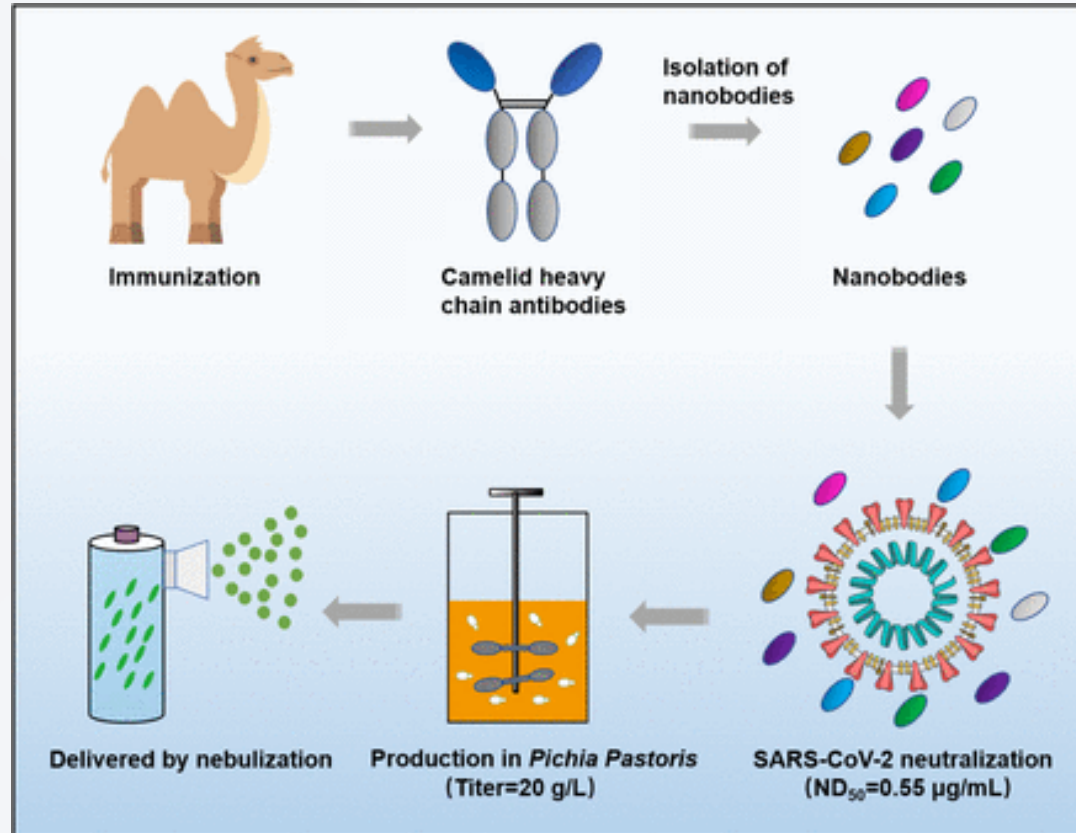 Isolation of
nanobodies
Immunization
Camelid heavy
chain antibodies
Nanobodies
Delivered by nebulization
Production in Pichia Pastoris
(Titer=20 g/L)
SARS-CoV-2 neutralization
(ND₅₀=0.55 µg/mL)